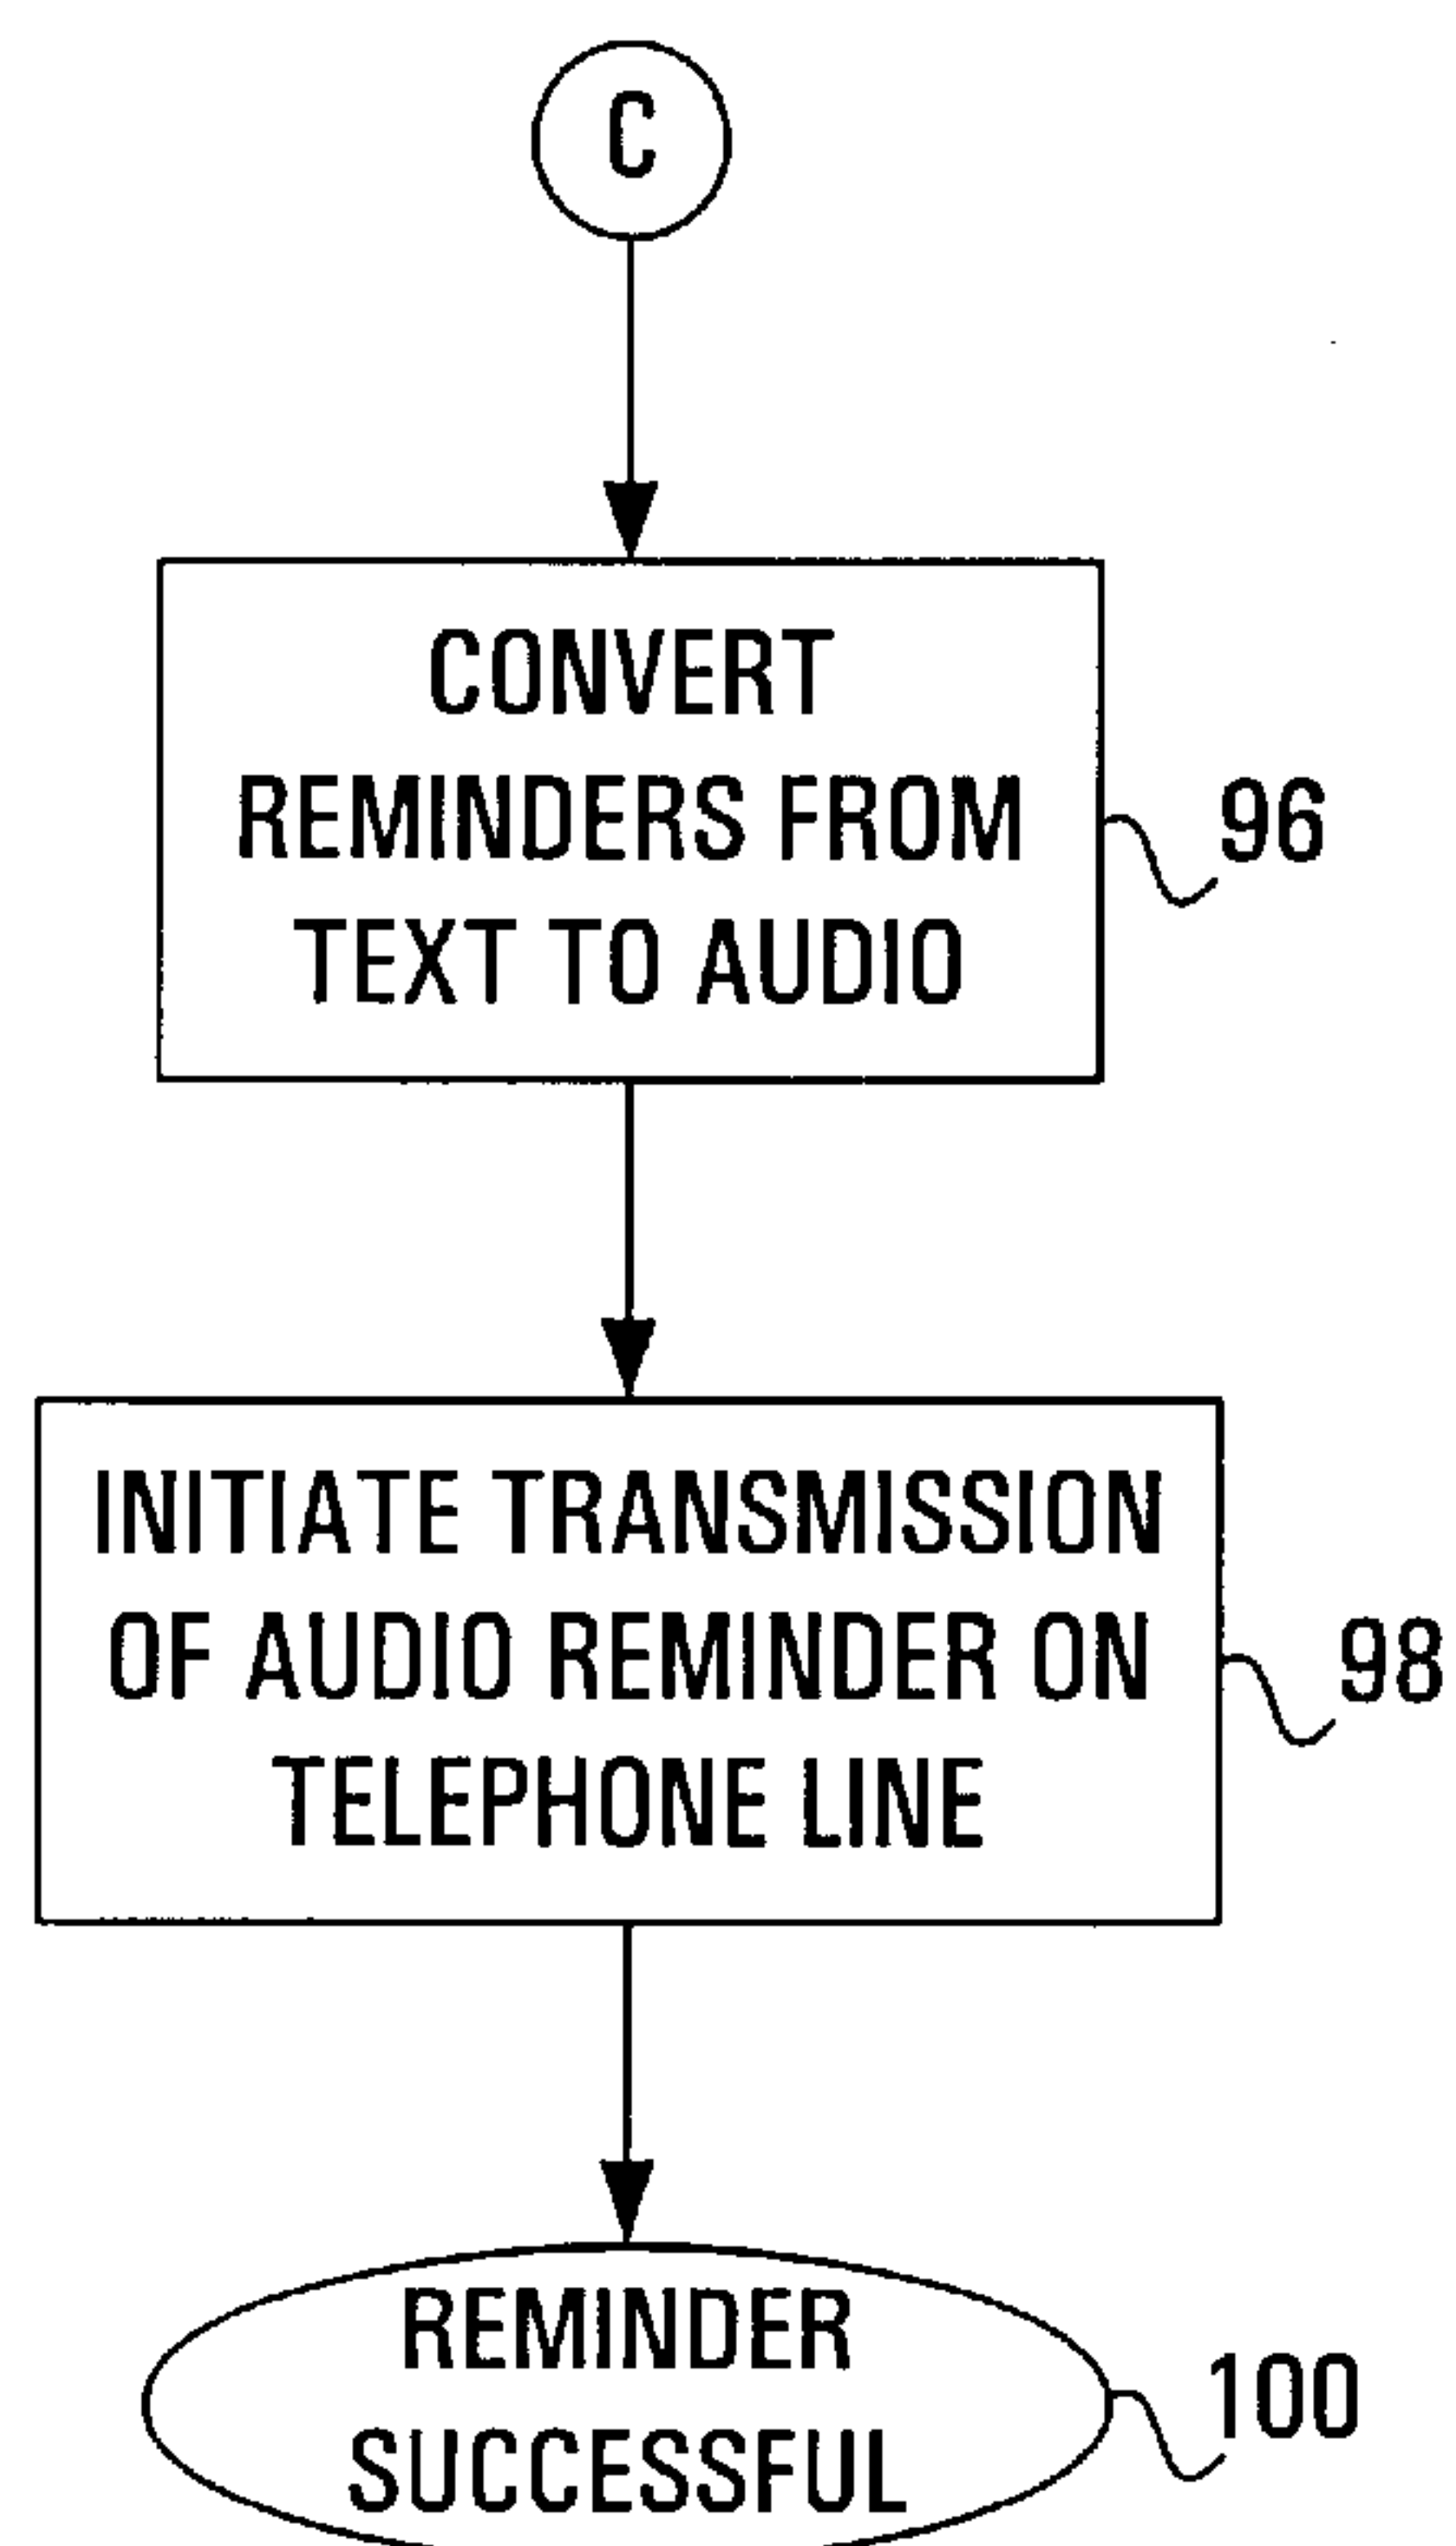 C
CONVERT
REMINDERS FROM
TEXT TO AUDIO
96
INITIATE TRANSMISSION
OF AUDIO REMINDER ON
TELEPHONE LINE
98
REMINDER
SUCCESSFUL
100